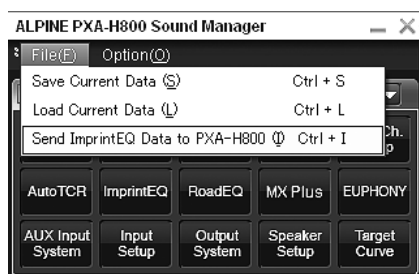 ALPINE PXA-H800 Sound Manager
File(F) Option(O)
Save Current Data (S) Ctrl + S
Load Current Data (L) Ctrl + L
Send ImprintEQ Data to PXA-H800 (I) Ctrl + I
Ch.
AutoTCR ImprintEQ RoadEQ MX Plus EUPHONY
AUX Input System Input Setup Output System Speaker Setup Target Curve